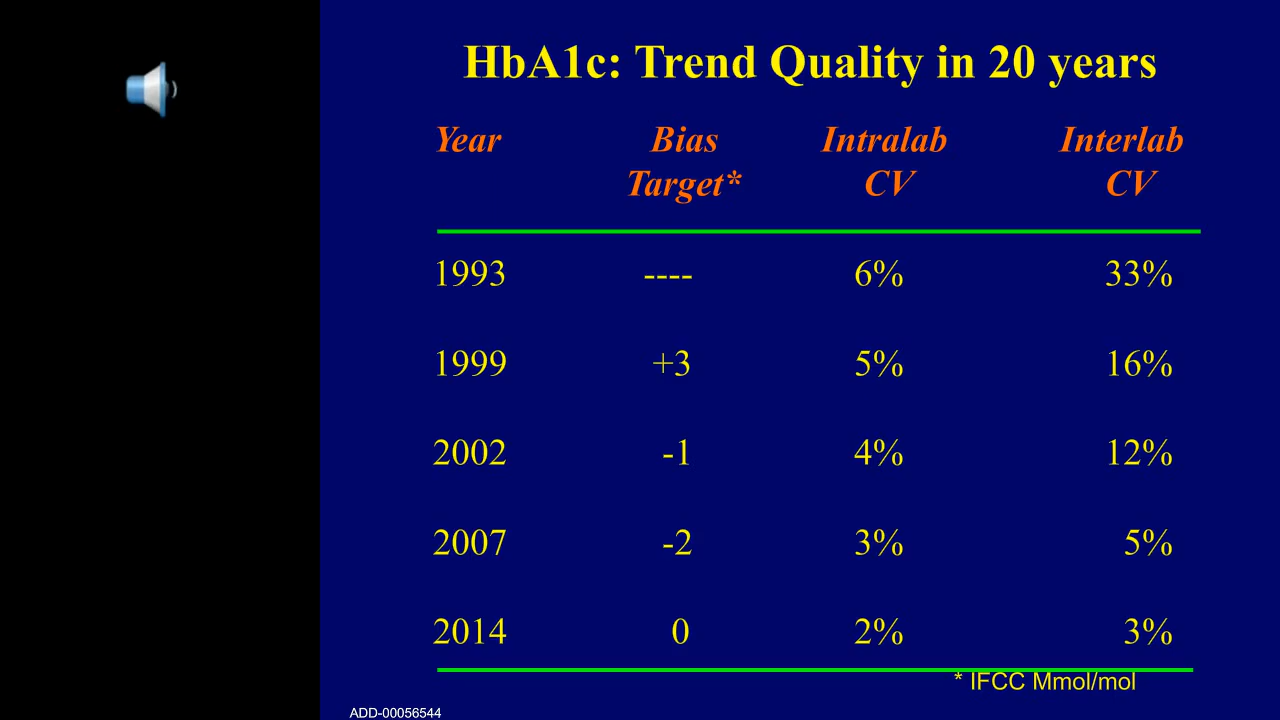 HbA1c: Trend Quality in 20 years
Year Bias Intralab Interlab
Target* CV CV
1993 ---- 6% 33%
1999 +3 5% 16%
2002 -1 4% 12%
2007 -2 3% 5%
2014 0 2% 3%
* IFCC Mmol/mol
ADD-00056544